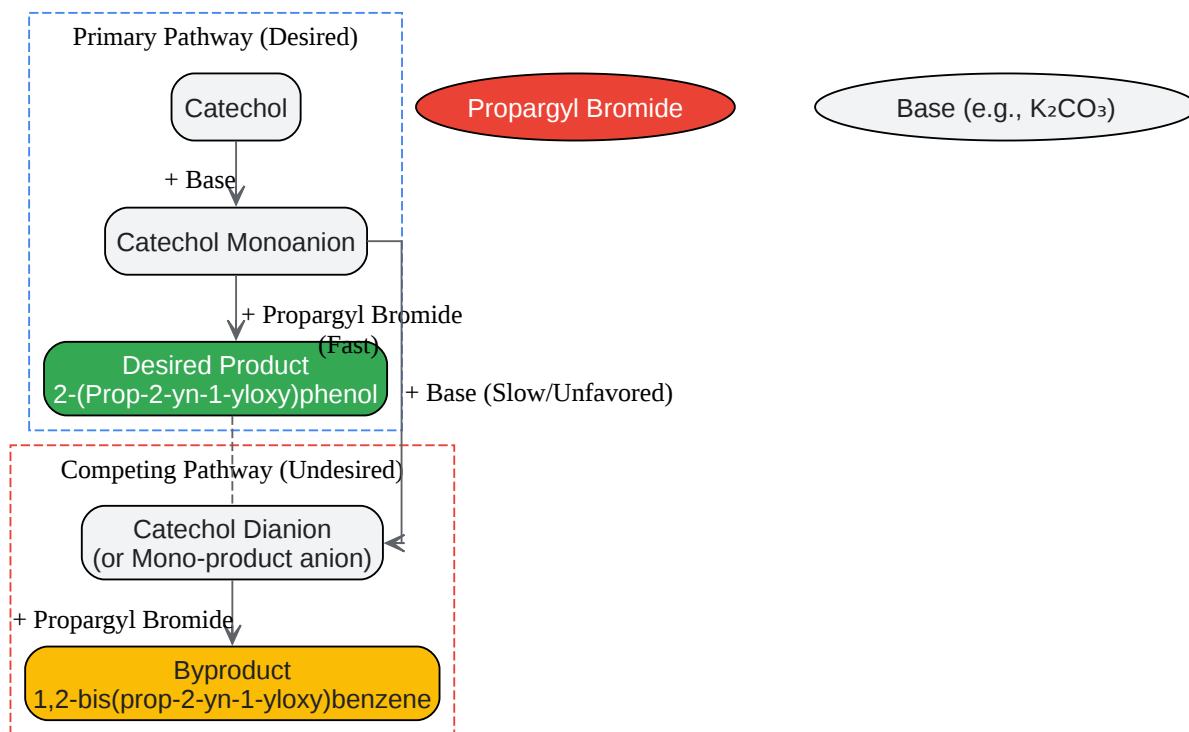 Primary Pathway (Desired)
Catechol
Propargyl Bromide
Base (e.g., K₂CO₃)
+ Base
Catechol Monoanion
+ Propargyl Bromide
(Fast)
Desired Product
2-(Prop-2-yn-1-yloxy)phenol
+ Base (Slow/Unfavored)
Competing Pathway (Undesired)
Catechol Dianion
(or Mono-product anion)
+ Propargyl Bromide
Byproduct
1,2-bis(prop-2-yn-1-yloxy)benzene